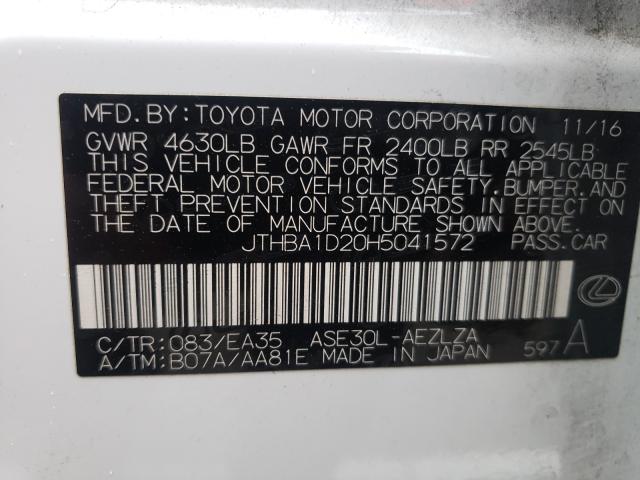 MFD.BY:TOYOTA MOTOR CORPORATION 11/16
GVWR 4630LB GAWR FR 2400LB RR 2545LB
THIS VEHICLE CONFORMS TO ALL APPLICABLE
FEDERAL MOTOR VEHICLE SAFETY.BUMPER.AND
THEFT PREVENTION STANDARDS IN EFFECT ON
THE DATE OF MANUFACTURE SHOWN ABOVE.
JTHBA1D20H5041572 PASS.CAR
C/TR:083/EA35 ASE30L-AEZLZA
A/TM:B07A/AA81E MADE IN JAPAN 597A